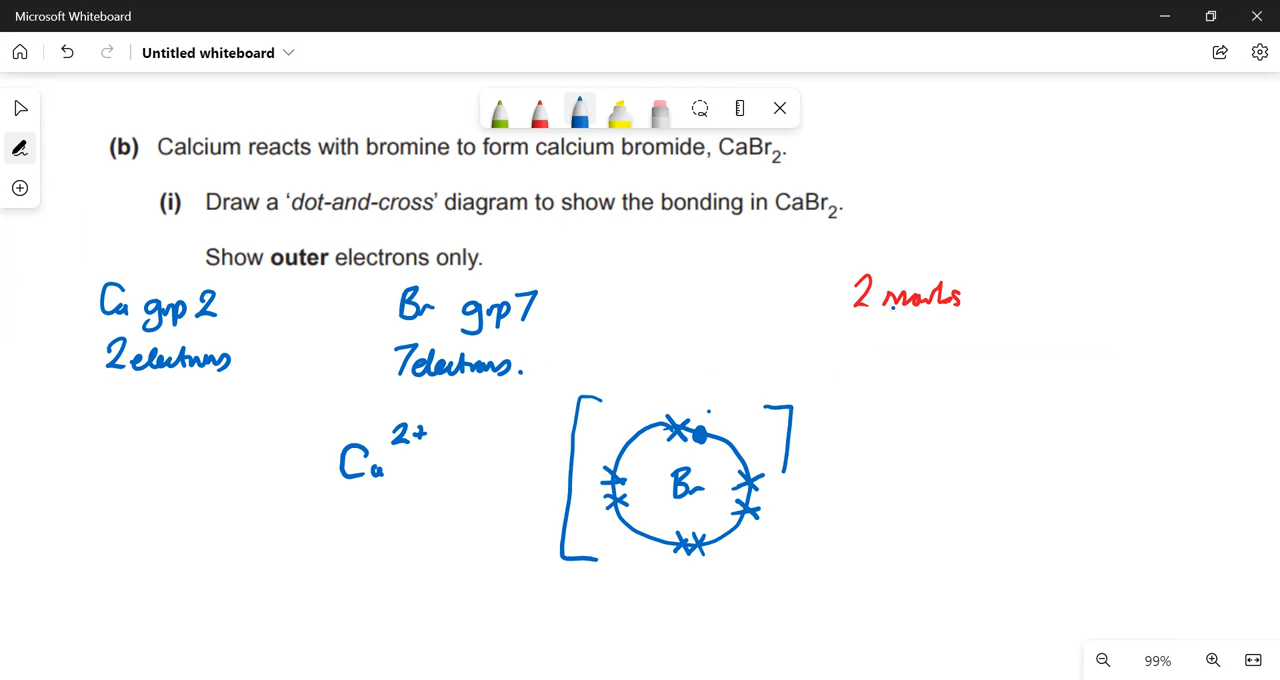 Microsoft Whiteboard
Untitled whiteboard
(b) Calcium reacts with bromine to form calcium bromide, CaBr₂.
(i) Draw a ‘dot-and-cross’ diagram to show the bonding in CaBr₂.
Show outer electrons only.
Ca grp 2 Br grp 7 2 marks
2 electrons 7 electrons.
Ca²⁺ Br
99%